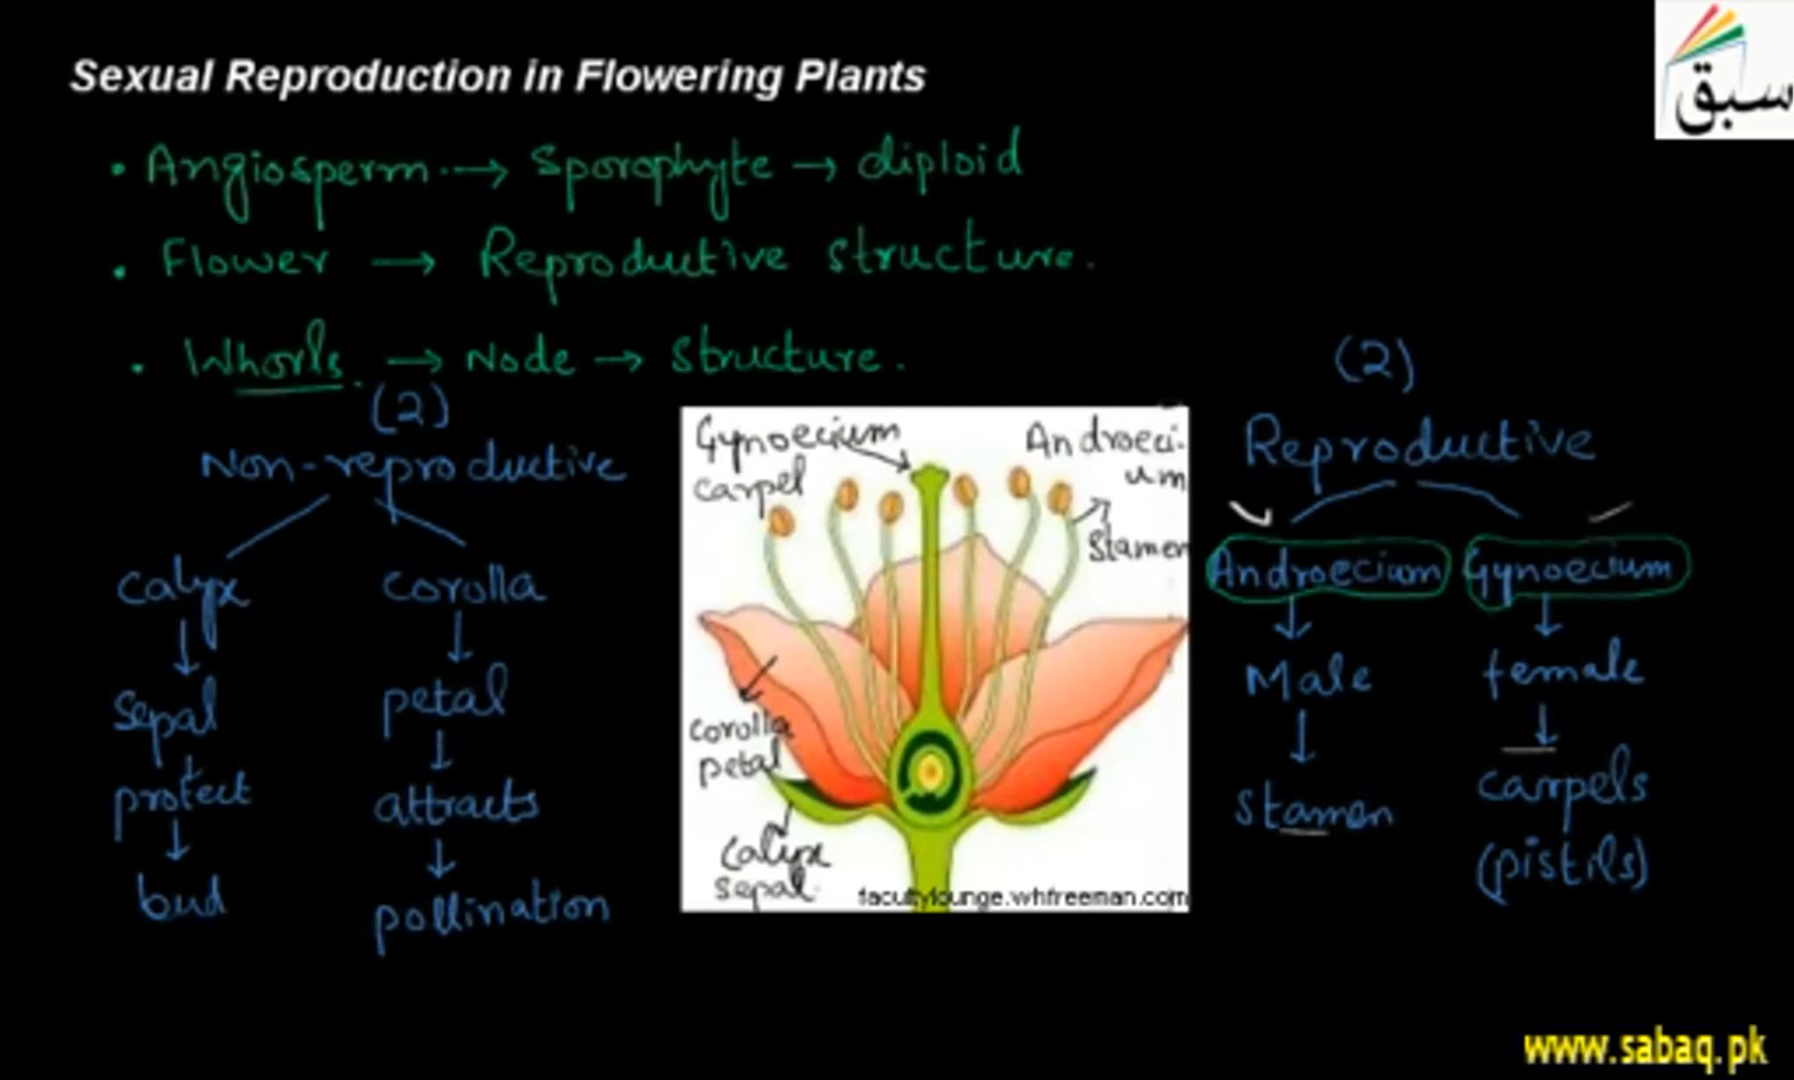 سبق
Sexual Reproduction in Flowering Plants
• Angiosperm → Sporophyte → diploid
• Flower → Reproductive structure.
• Whorls. → Node → structure.
(2)
Non-reproductive
calyx
↓
sepal
↓
protect
↓
bud
corolla
↓
petal
↓
attracts
↓
pollination
Gynoecium
carpel
Androeci-
um
Stamen
corolla
petal
Calyx
sepal.
facultylounge.whfreeman.com
(2)
Reproductive
Androecium
↓
Male
↓
stamen
Gynoecium
↓
female
↓
carpels
(pistils)
www.sabaq.pk